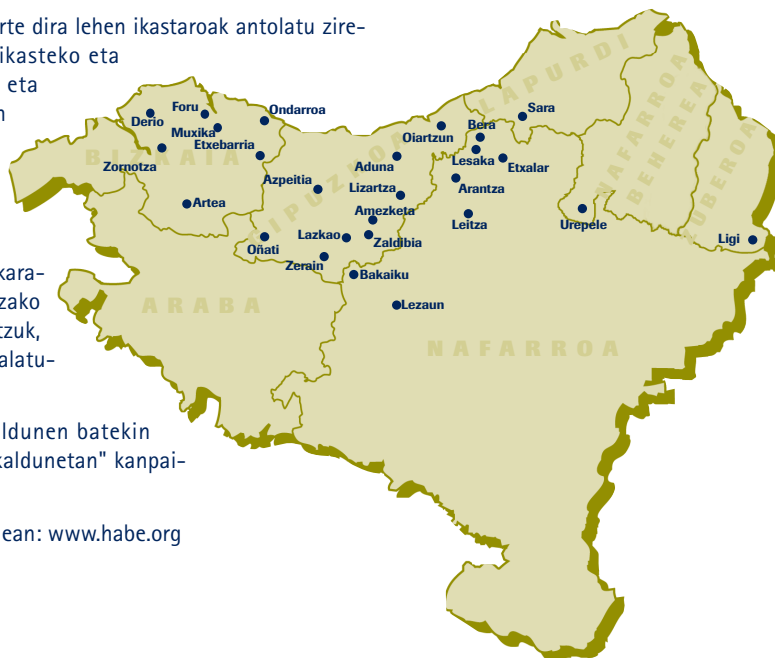 rte dira lehen ikastaroak antolatu zire-
ikasteko eta
eta
n
kara-
zako
tzuk,
alatu-
ldunen batekin
kaldunetan" kanpai-
ean: www.habe.org
BIZKAIA
GIPUZKOA
LAPURDI
NAFARROA
BEHEREA
ZUBEROA
ARABA
NAFARROA
Derio
Foru
Ondarroa
Muxika
Etxebarria
Zornotza
Artea
Azpeitia
Oñati
Lazkao
Zerain
Aduna
Lizartza
Amezketa
Zaldibia
Bakaiku
Lezaun
Oiartzun
Bera
Lesaka
Sara
Etxalar
Arantza
Leitza
Urepele
Ligi